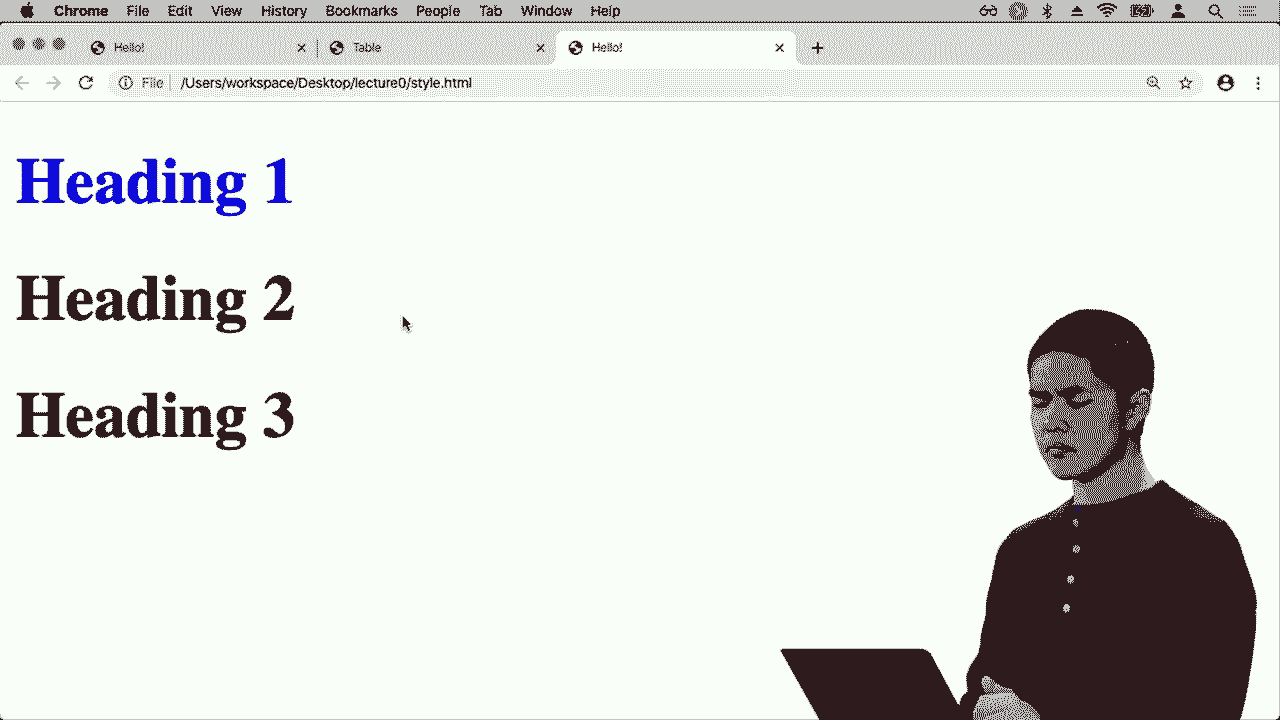 Chrome File Edit View History Bookmarks People Tab Window Help
Hello! Table Hello!
File /Users/workspace/Desktop/lecture0/style.html
Heading 1
Heading 2
Heading 3